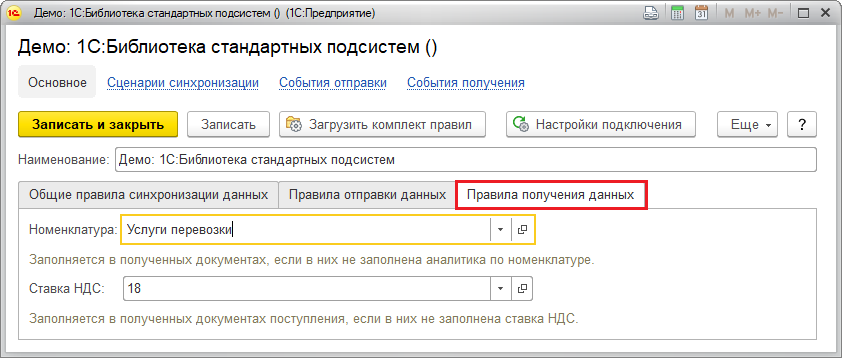 1С Демо: 1С:Библиотека стандартных подсистем () (1С:Предприятие) 31 M M+ M-
Демо: 1С:Библиотека стандартных подсистем ()
Основное Сценарии синхронизации События отправки События получения
Записать и закрыть Записать Загрузить комплект правил Настройки подключения Еще ?
Наименование: Демо: 1С:Библиотека стандартных подсистем
Общие правила синхронизации данных Правила отправки данных Правила получения данных
Номенклатура: Услуги перевозки
Заполняется в полученных документах, если в них не заполнена аналитика по номенклатуре.
Ставка НДС: 18
Заполняется в полученных документах поступления, если в них не заполнена ставка НДС.